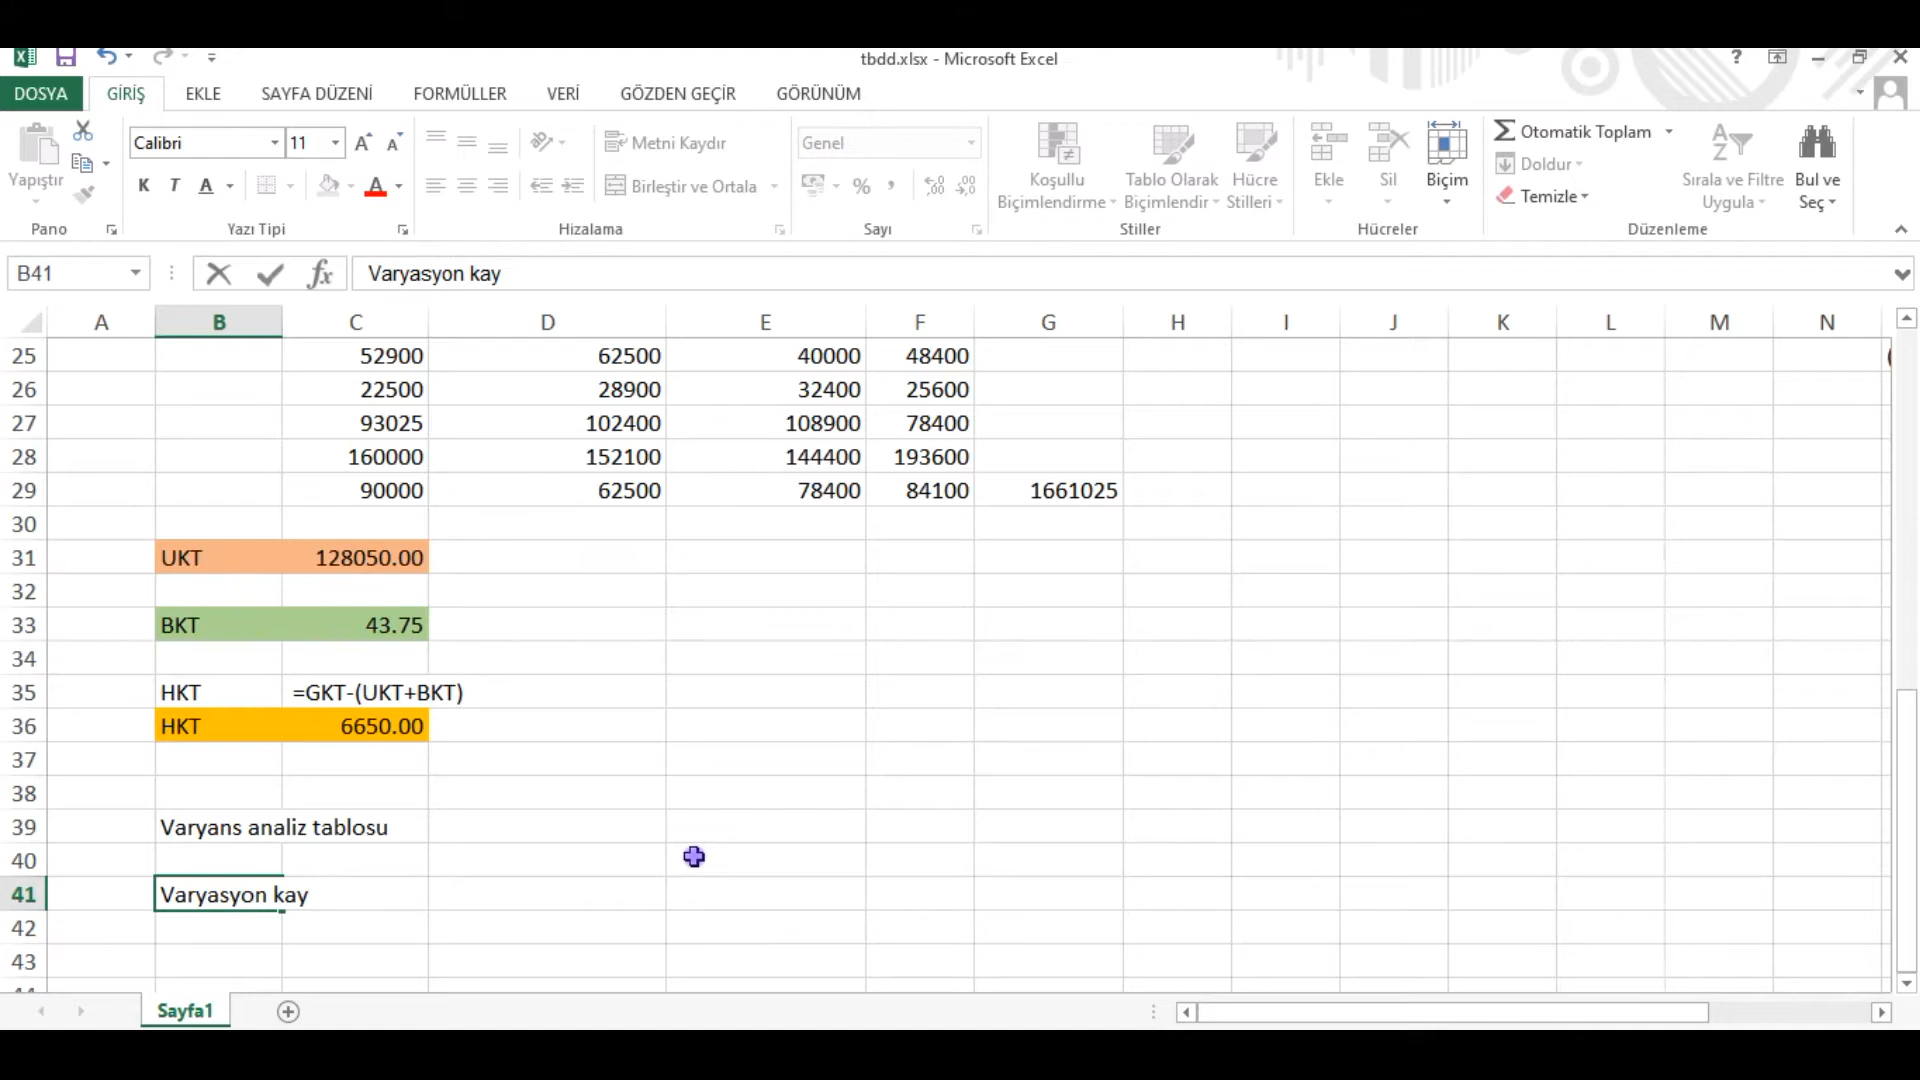 tbdd.xlsx - Microsoft Excel
?
DOSYA GİRİŞ EKLE SAYFA DÜZENİ FORMÜLLER VERİ GÖZDEN GEÇİR GÖRÜNÜM
Yapıştır
Pano
Calibri 11
K T A A
Yazı Tipi
Metni Kaydır
Birleştir ve Ortala
Hizalama
Genel
%
Sayı
Koşullu
Biçimlendirme
Tablo Olarak
Biçimlendir
Hücre
Stilleri
Stiller
Ekle
Sil
Biçim
Hücreler
Σ Otomatik Toplam
Doldur
Temizle
Sırala ve Filtre
Uygula
Bul ve
Seç
Düzenleme
B41 fx Varyasyon kay
A B C D E F G H I J K L M N
25 52900 62500 40000 48400
26 22500 28900 32400 25600
27 93025 102400 108900 78400
28 160000 152100 144400 193600
29 90000 62500 78400 84100 1661025
30
31 UKT 128050.00
32
33 BKT 43.75
34
35 HKT =GKT-(UKT+BKT)
36 HKT 6650.00
37
38
39 Varyans analiz tablosu
40
41 Varyasyon kay
42
43
Sayfa1